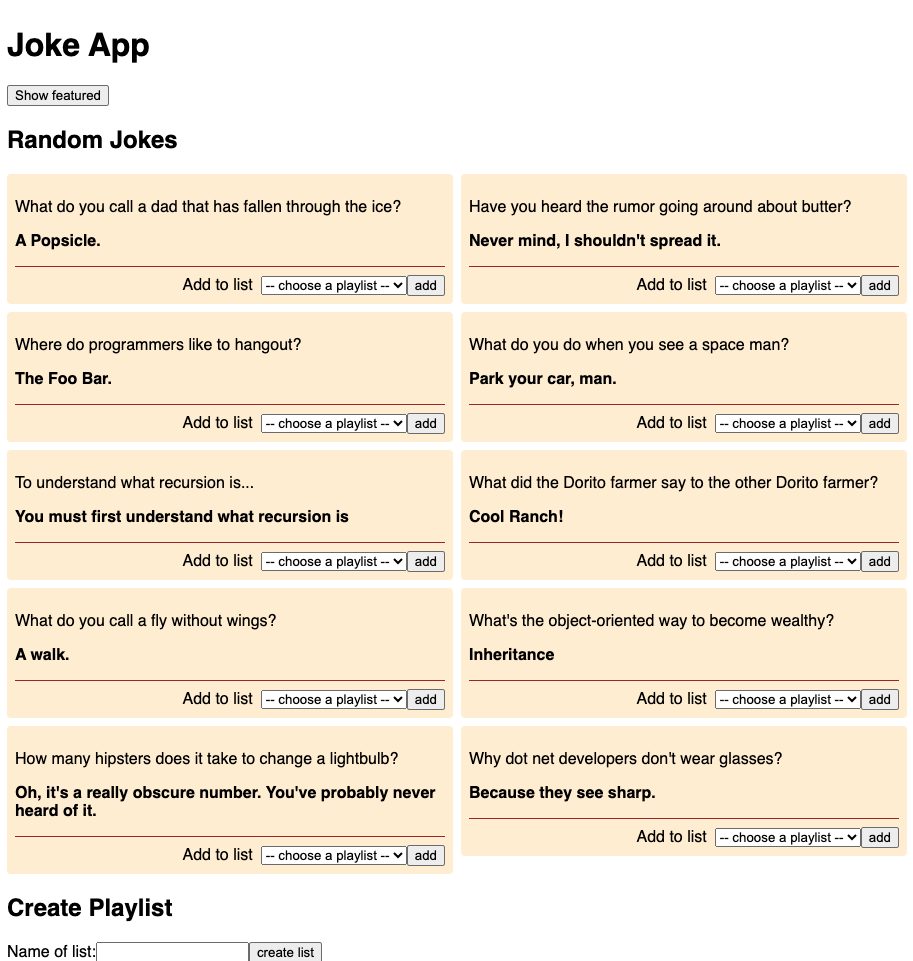 Joke App
Show featured
Random Jokes
What do you call a dad that has fallen through the ice?
A Popsicle.
Add to list -- choose a playlist -- add
Have you heard the rumor going around about butter?
Never mind, I shouldn't spread it.
Add to list -- choose a playlist -- add
Where do programmers like to hangout?
The Foo Bar.
Add to list -- choose a playlist -- add
What do you do when you see a space man?
Park your car, man.
Add to list -- choose a playlist -- add
To understand what recursion is...
You must first understand what recursion is
Add to list -- choose a playlist -- add
What did the Dorito farmer say to the other Dorito farmer?
Cool Ranch!
Add to list -- choose a playlist -- add
What do you call a fly without wings?
A walk.
Add to list -- choose a playlist -- add
What's the object-oriented way to become wealthy?
Inheritance
Add to list -- choose a playlist -- add
How many hipsters does it take to change a lightbulb?
Oh, it's a really obscure number. You've probably never
heard of it.
Add to list -- choose a playlist -- add
Why dot net developers don't wear glasses?
Because they see sharp.
Add to list -- choose a playlist -- add
Create Playlist
Name of list: create list